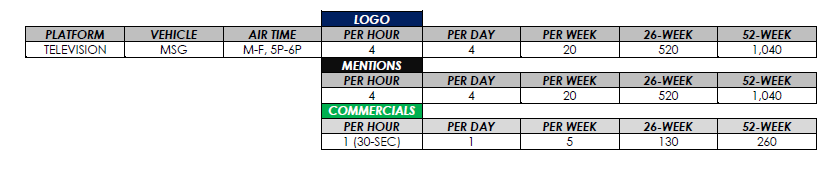 LOGO
PLATFORM VEHICLE AIR TIME PER HOUR PER DAY PER WEEK 26-WEEK 52-WEEK
TELEVISION MSG M-F, 5P-6P 4 4 20 520 1,040
MENTIONS
PER HOUR PER DAY PER WEEK 26-WEEK 52-WEEK
4 4 20 520 1,040
COMMERCIALS
PER HOUR PER DAY PER WEEK 26-WEEK 52-WEEK
1 (30-SEC) 1 5 130 260